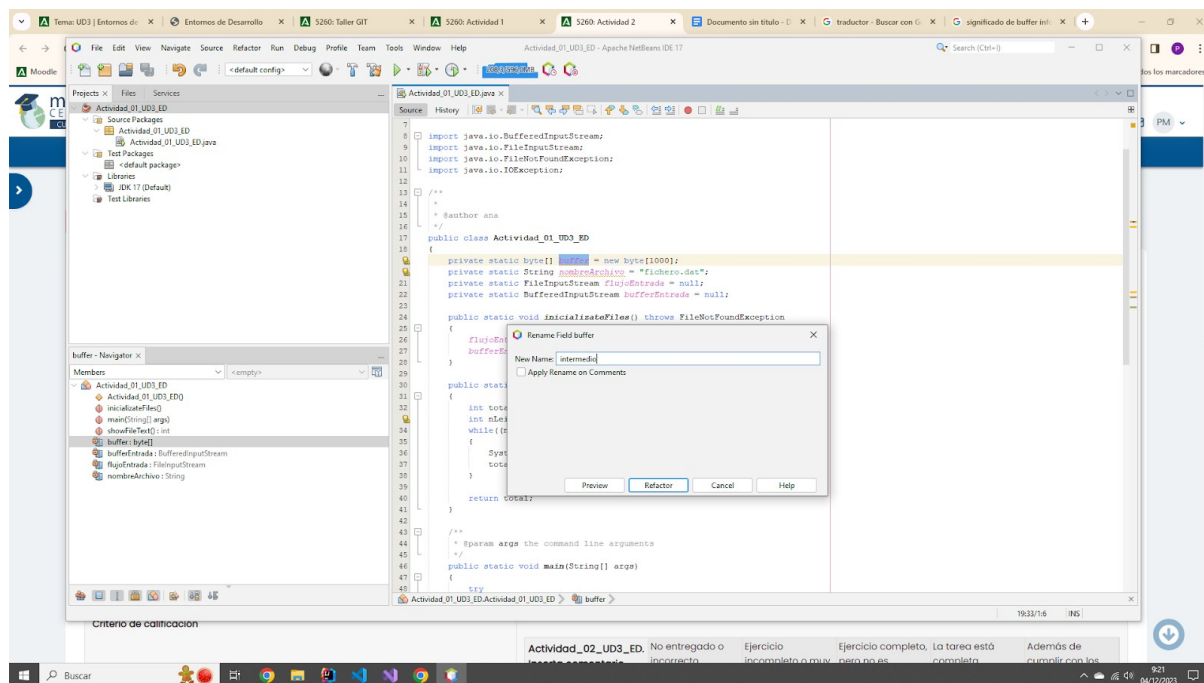 Tema: UD3 | Entornos de
Entornos de Desarrollo
5260: Taller GIT
5260: Actividad 1
5260: Actividad 2
Documento sin título - D
traductor - Buscar con G
significado de buffer inf
Moodle
los los marcadores
File Edit View Navigate Source Refactor Run Debug Profile Team Tools Window Help
Actividad_01_UD3_ED - Apache NetBeans IDE 17
Search (Ctrl+I)
<default config>
PM
Projects
Files
Services
Actividad_01_UD3_ED
Source Packages
Actividad_01_UD3_ED
Actividad_01_UD3_ED.java
Test Packages
<default package>
Libraries
JDK 17 (Default)
Test Libraries
buffer - Navigator
Members
<empty>
Actividad_01_UD3_ED
Actividad_01_UD3_ED()
inicializateFiles()
main(String[] args)
showFileText() : int
buffer : byte[]
bufferEntrada : BufferedInputStream
flujoEntrada : FileInputStream
nombreArchivo : String
Actividad_01_UD3_ED.java
Source History
7
8 import java.io.BufferedInputStream;
9 import java.io.FileInputStream;
10 import java.io.FileNotFoundException;
11 import java.io.IOException;
12
13 /**
14 *
15 * @author ana
16 */
17 public class Actividad_01_UD3_ED
18 {
private static byte[] buffer = new byte[1000];
private static String nombreArchivo = "fichero.dat";
21 private static FileInputStream flujoEntrada = null;
22 private static BufferedInputStream bufferEntrada = null;
23
24 public static void inicializateFiles() throws FileNotFoundException
25 {
26 flujoEnt
27 bufferE
28 }
29
30 public stati
31 {
32 int tota
int nLei
34 while((n
35 {
36 Syst
37 tota
38 }
39
40 return total;
41 }
42
43 /**
44 * @param args the command line arguments
45 */
46 public static void main(String[] args)
47 {
48 try
Rename Field buffer
New Name: intermedio
Apply Rename on Comments
Preview
Refactor
Cancel
Help
Actividad_01_UD3_ED.Actividad_01_UD3_ED
buffer
19:33/1:6
INS
Criterio de calificación
Actividad_02_UD3_ED.
No entregado o
Ejercicio
Ejercicio completo,
La tarea está
Además de
Inserta comentario
incorrecto
incompleto o muy
pero no es
completa
cumplir con los
Buscar
9:21
04/12/2023